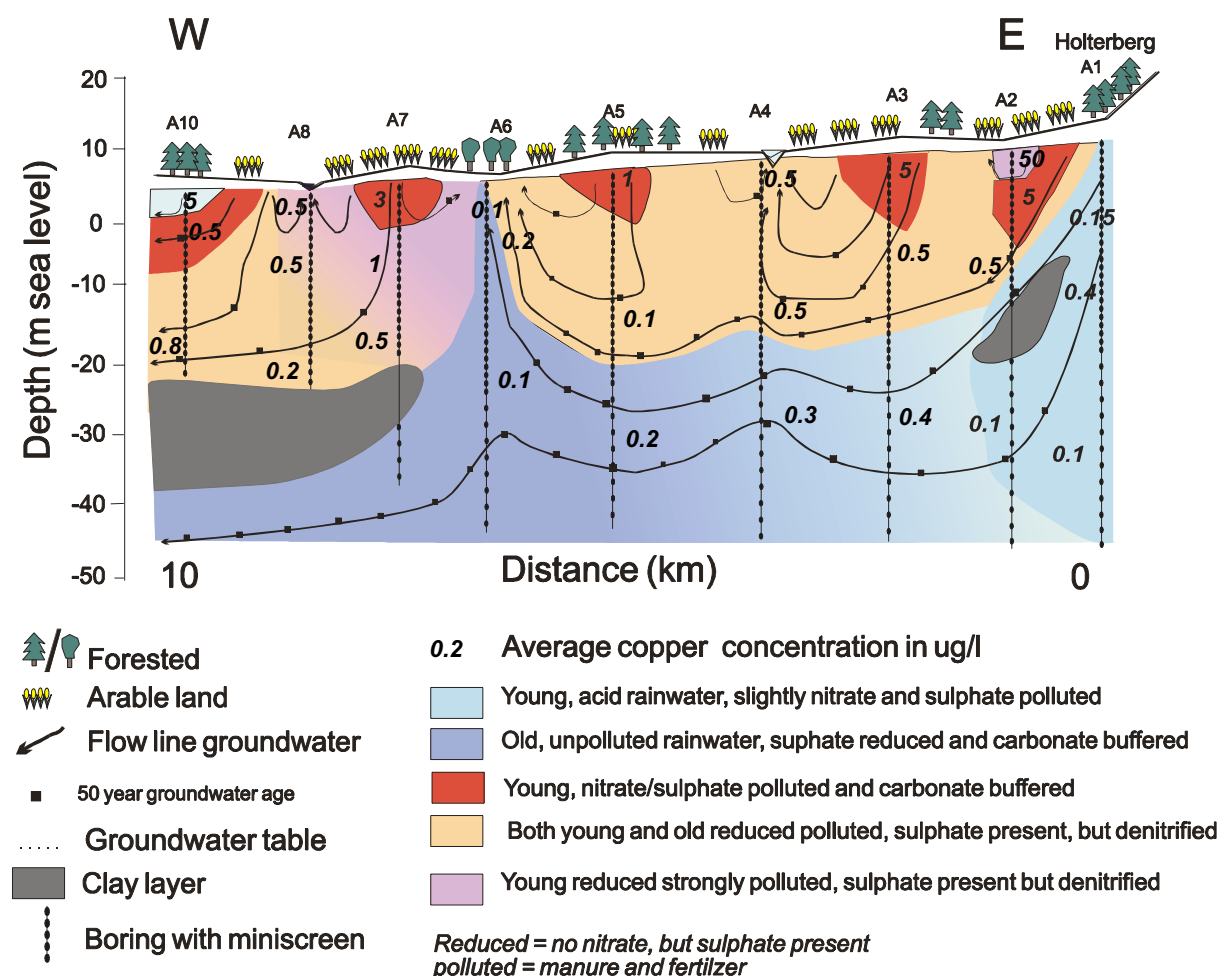 W
E
Holterberg
A1
A10
A8
A7
A6
A5
A4
A3
A2
20
10
0
-10
-20
-30
-40
-50
Depth (m sea level)
5
0.5
0.5
0.5
3
1
0.5
0.8
0.2
0.1
0.2
1
0.1
0.1
0.2
0.5
0.5
0.3
5
0.5
0.4
50
5
0.5
0.15
0.4
0.1
0.1
10
Distance (km)
0
Forested
Arable land
Flow line groundwater
50 year groundwater age
Groundwater table
Clay layer
Boring with miniscreen
0.2 Average copper concentration in ug/l
Young, acid rainwater, slightly nitrate and sulphate polluted
Old, unpolluted rainwater, suphate reduced and carbonate buffered
Young, nitrate/sulphate polluted and carbonate buffered
Both young and old reduced polluted, sulphate present, but denitrified
Young reduced strongly polluted, sulphate present but denitrified
Reduced = no nitrate, but sulphate present
polluted = manure and fertilzer